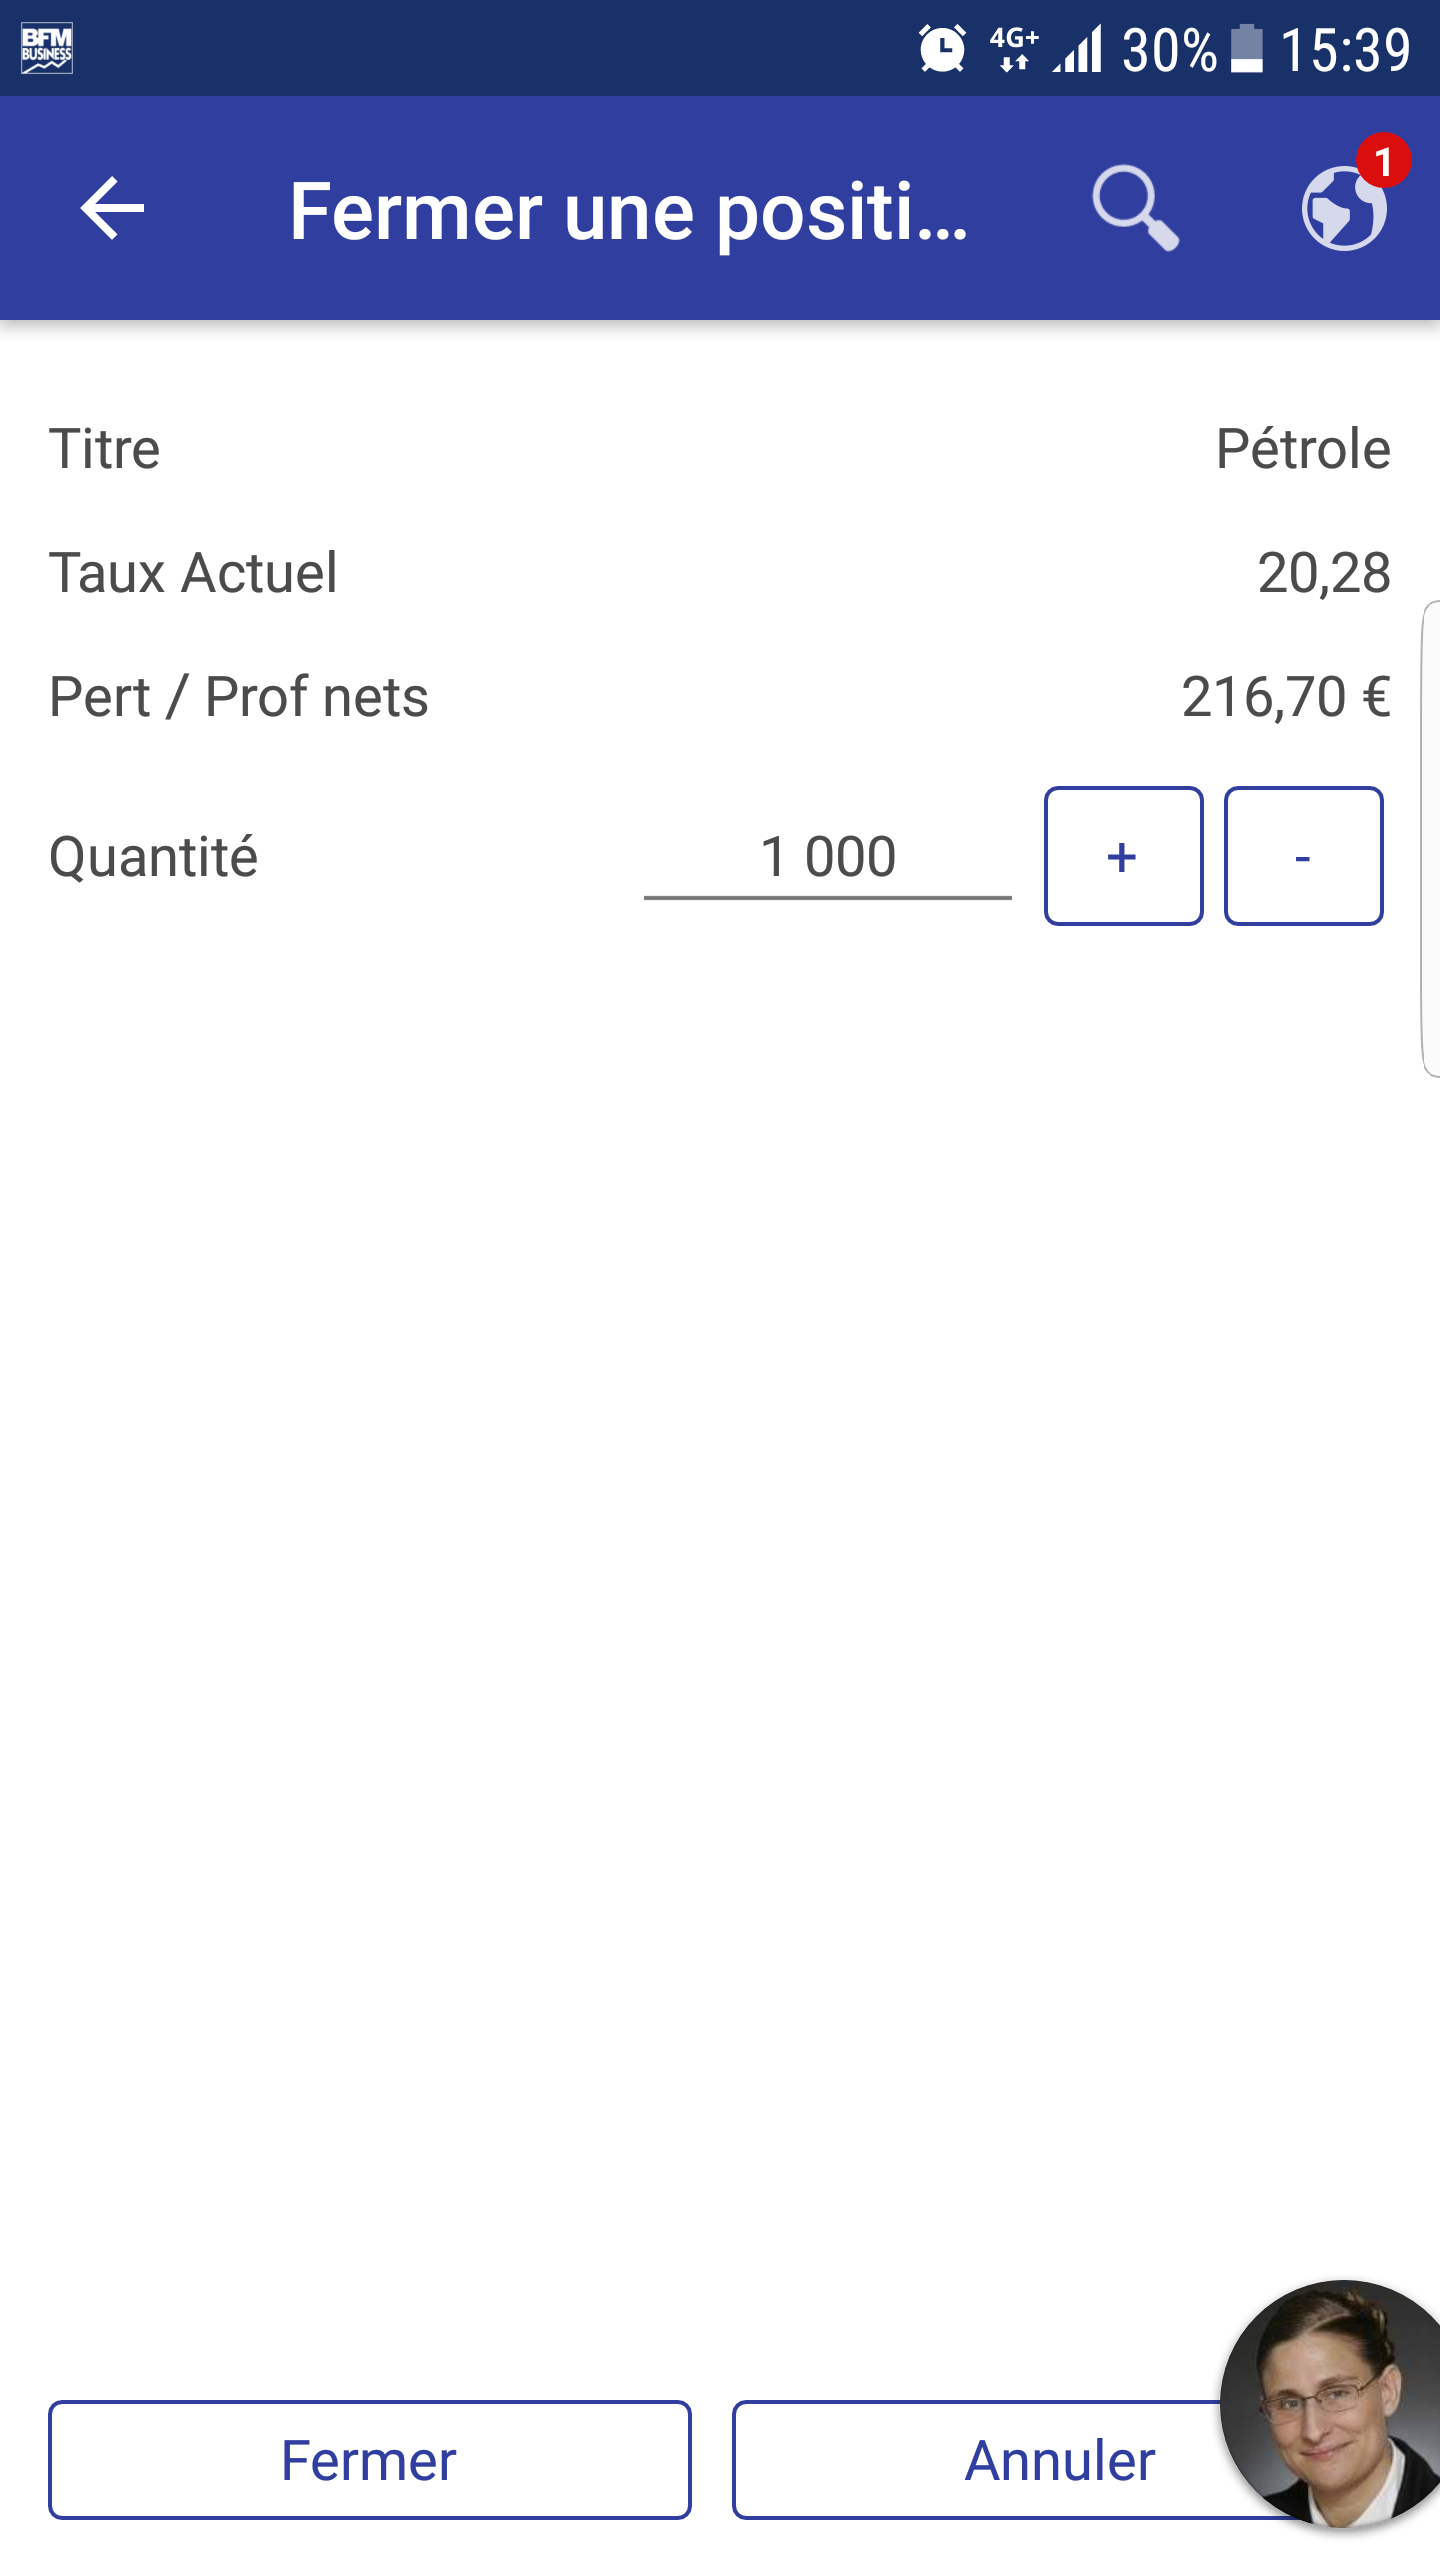 BFM
BUSINESS
4G+ 30% 15:39
Fermer une positi...
1
Titre Pétrole
Taux Actuel 20,28
Pert / Prof nets 216,70 €
Quantité 1 000 + -
Fermer Annuler